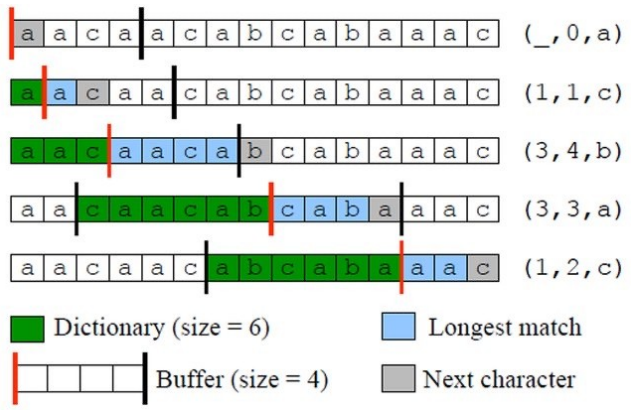 a a c a a c a b c a b a a a c (_,0,a)
a a c a a c a b c a b a a a c (1,1,c)
a a c a a c a b c a b a a a c (3,4,b)
a a c a a c a b c a b a a a c (3,3,a)
a a c a a c a b c a b a a a c (1,2,c)
Dictionary (size = 6) Longest match
Buffer (size = 4) Next character